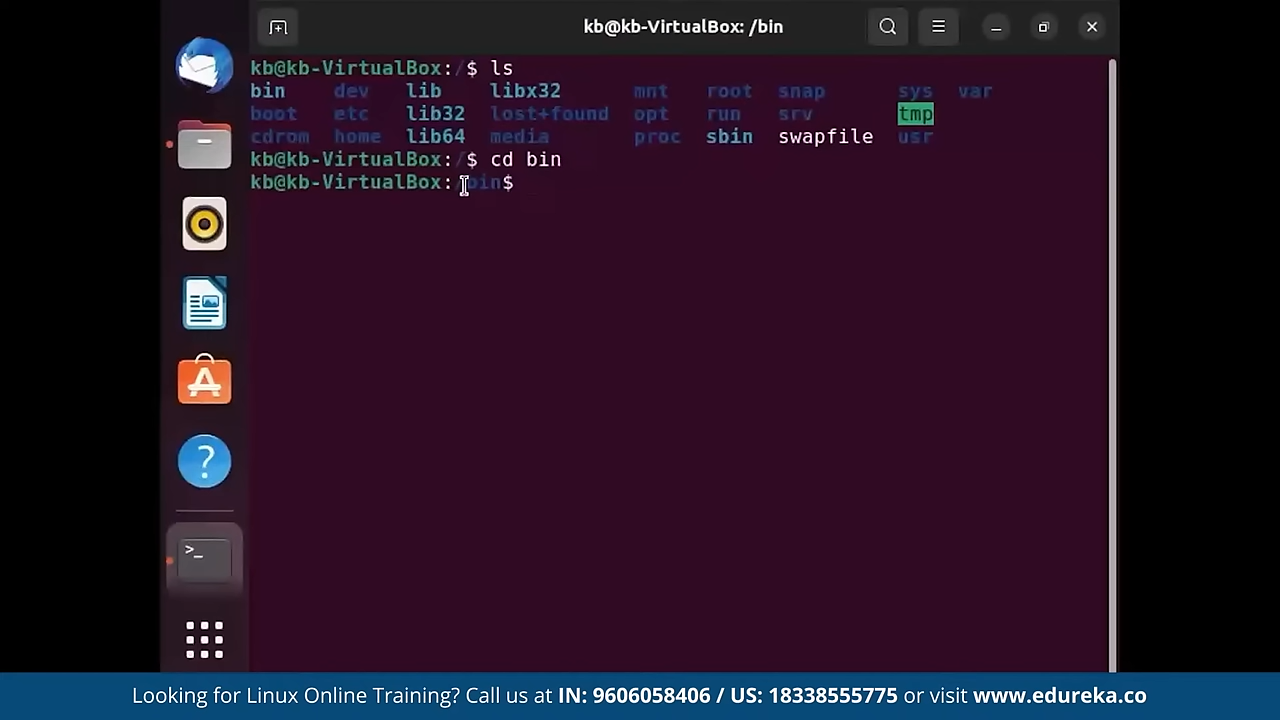 kb@kb-VirtualBox: /bin
kb@kb-VirtualBox:/$ ls
bin dev lib libx32 mnt root snap sys var
boot etc lib32 lost+found opt run srv tmp
cdrom home lib64 media proc sbin swapfile usr
kb@kb-VirtualBox:/$ cd bin
kb@kb-VirtualBox:/bin$
>_
?
Looking for Linux Online Training? Call us at IN: 9606058406 / US: 18338555775 or visit www.edureka.co